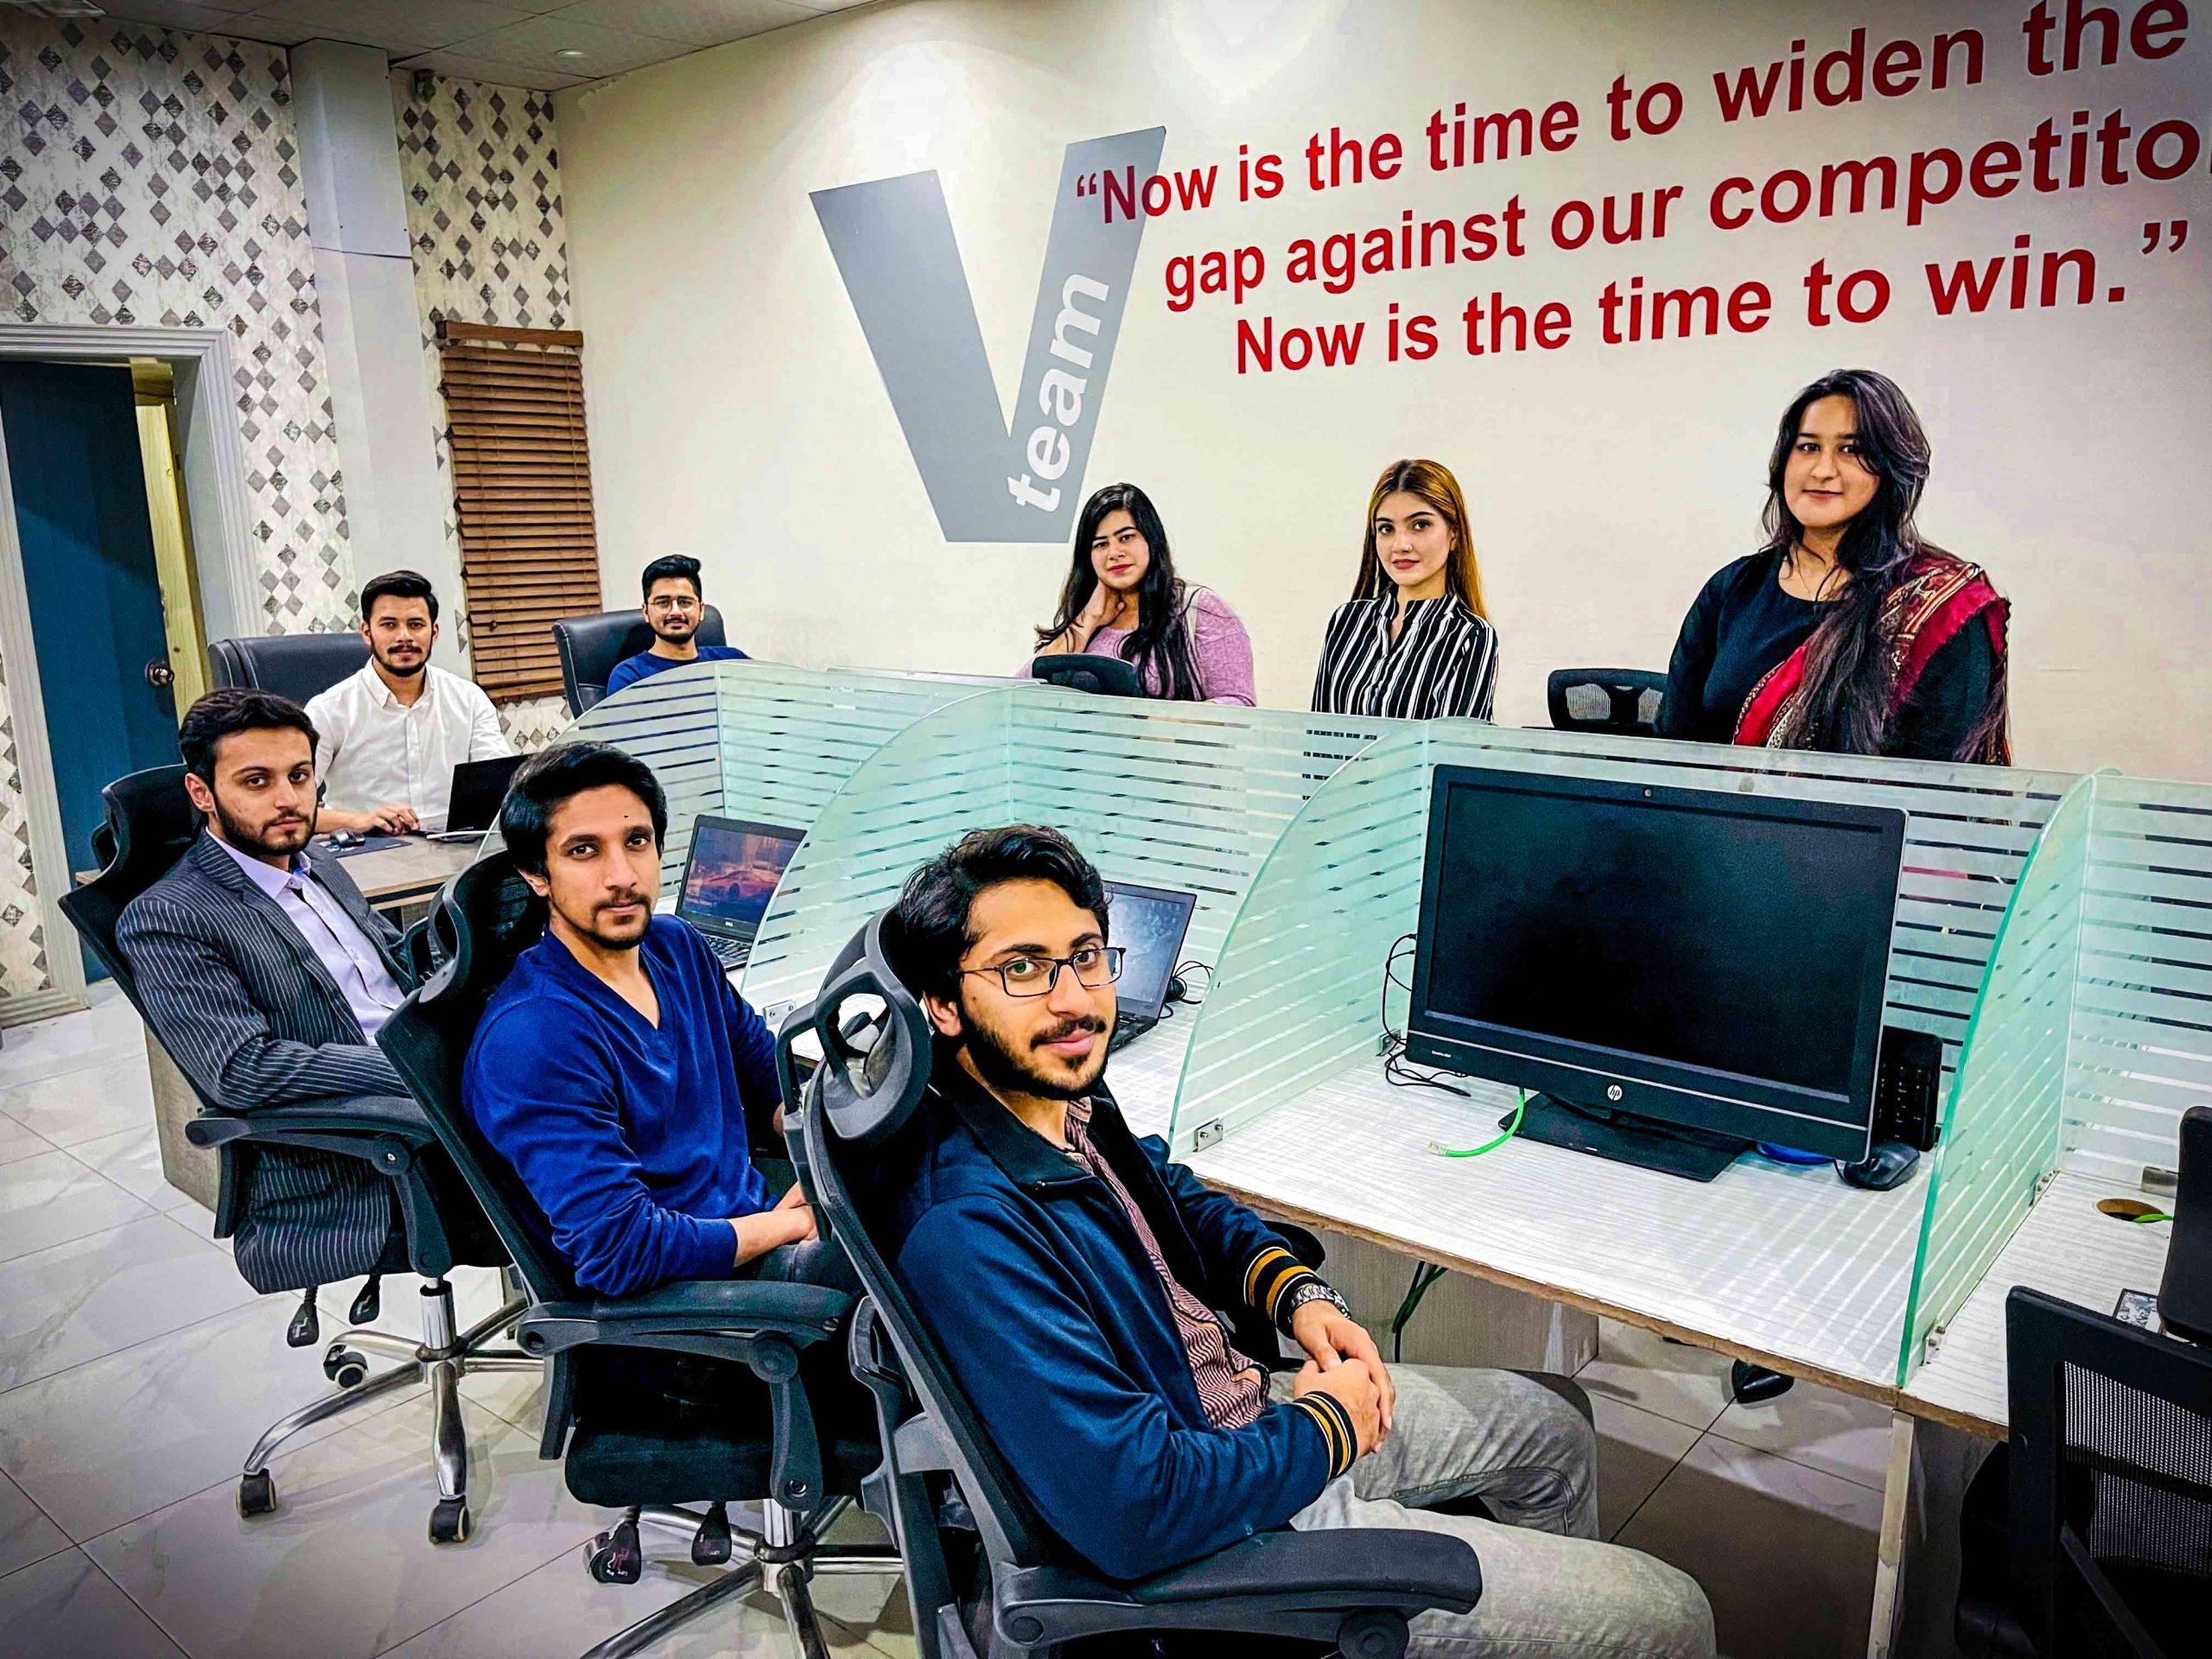 “Now is the time to widen the
gap against our competito
Now is the time to win.”
V
team
hp